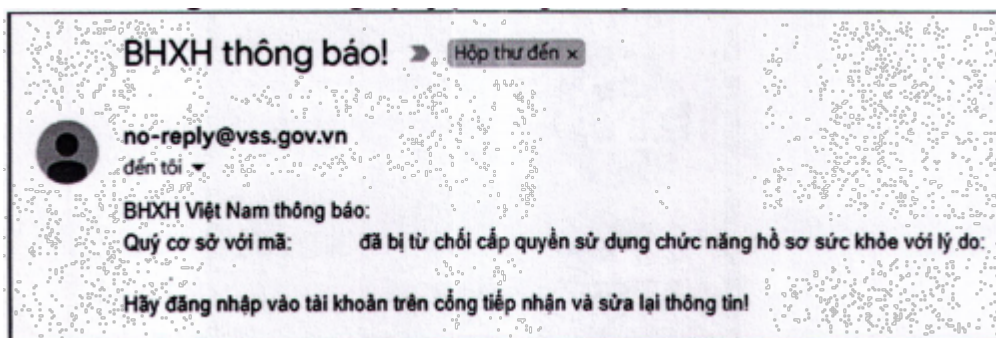 BHXH thông báo! Hộp thư đến ×
no-reply@vss.gov.vn
đến tôi
BHXH Việt Nam thông báo:
Quý cơ sở với mã: đã bị từ chối cấp quyền sử dụng chức năng hồ sơ sức khỏe với lý do:
Hãy đăng nhập vào tài khoản trên cổng tiếp nhận và sửa lại thông tin!